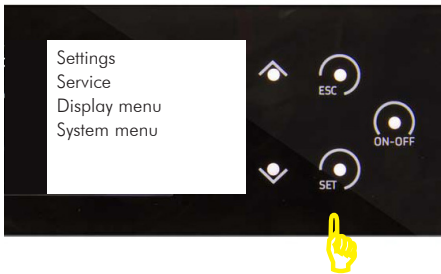 Settings
Service
Display menu
System menu
ESC
ON-OFF
SET